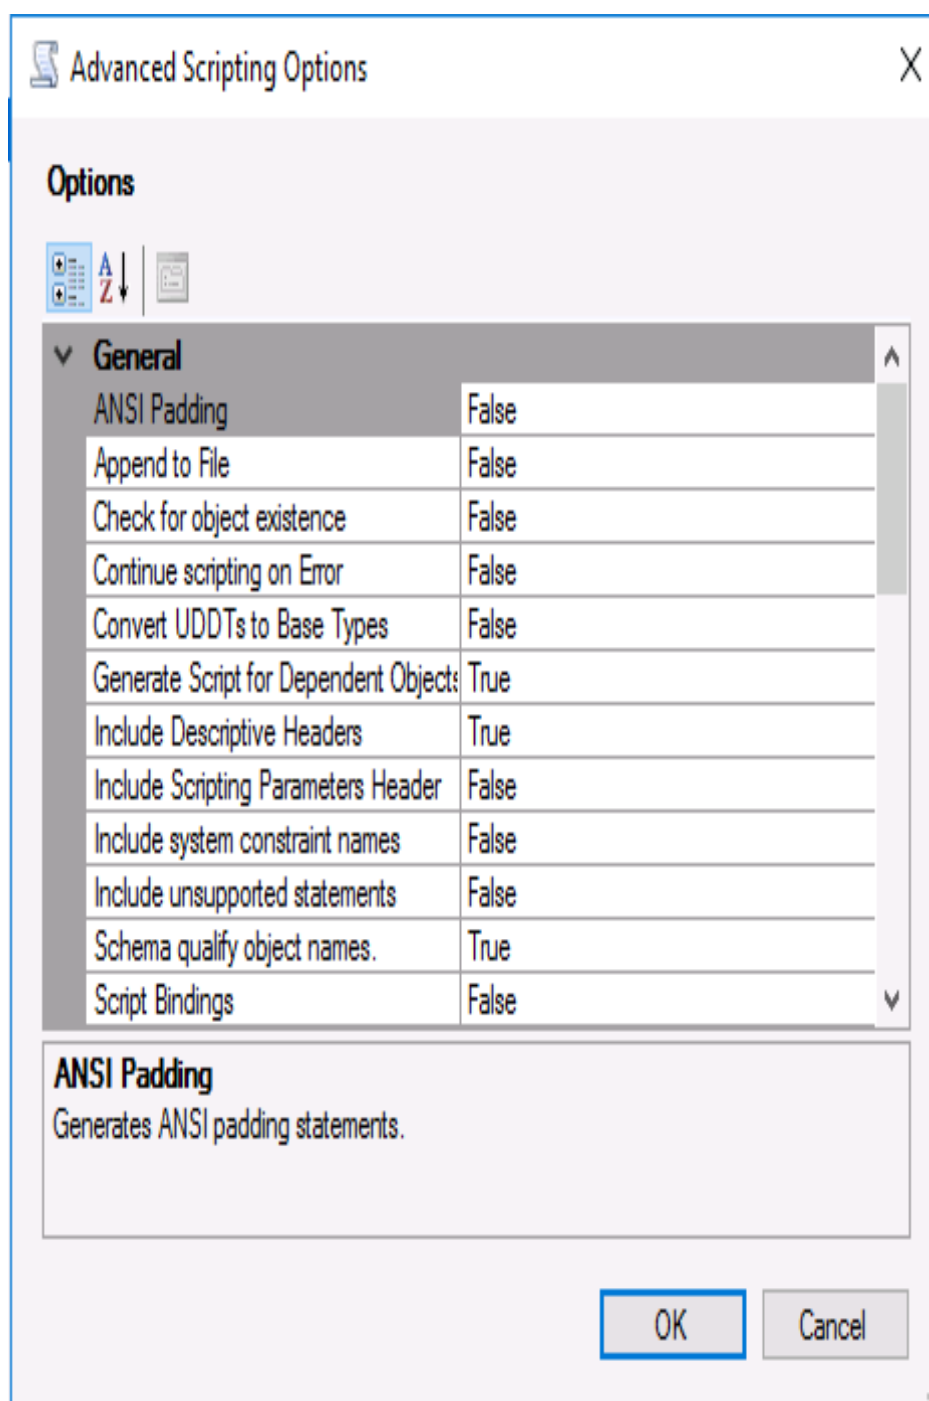 Advanced Scripting Options
Options
General
ANSI Padding False
Append to File False
Check for object existence False
Continue scripting on Error False
Convert UDDTs to Base Types False
Generate Script for Dependent Objects True
Include Descriptive Headers True
Include Scripting Parameters Header False
Include system constraint names False
Include unsupported statements False
Schema qualify object names. True
Script Bindings False
ANSI Padding
Generates ANSI padding statements.
OK Cancel